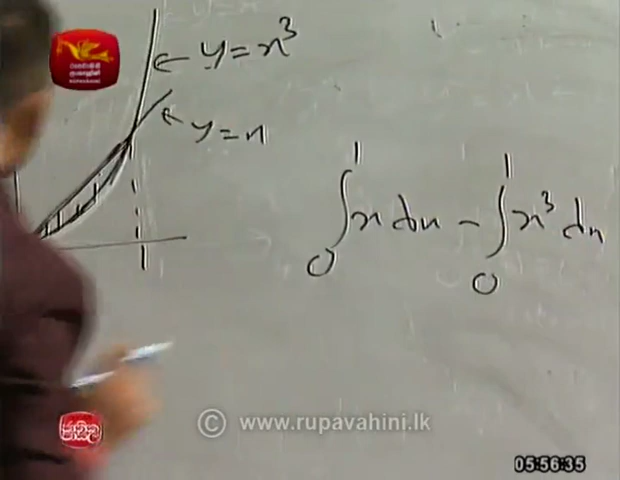 y = x³
y = x
∫₀¹ x dx - ∫₀¹ x³ dx
1
© www.rupavahini.lk
05:56:35